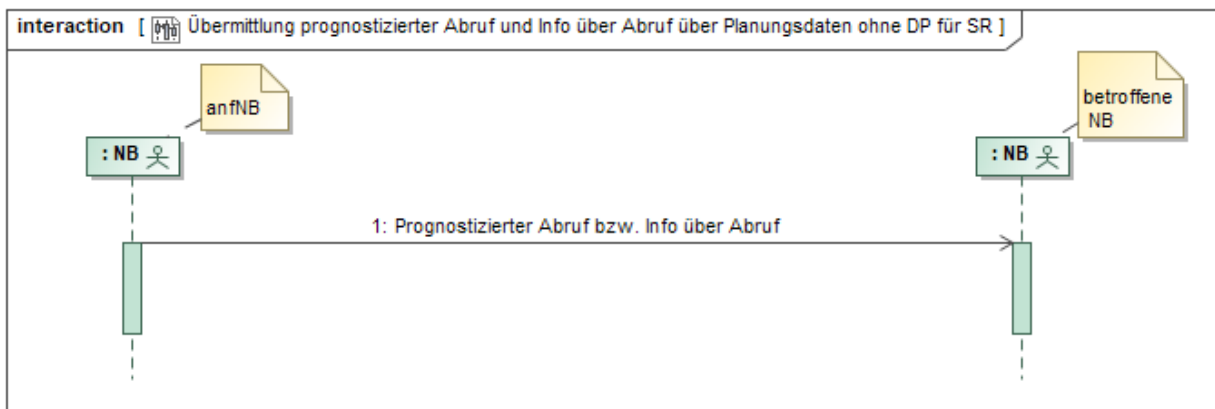 interaction [ Übermittlung prognostizierter Abruf und Info über Abruf über Planungsdaten ohne DP für SR ]
anfNB
betroffene
NB
: NB
: NB
1: Prognostizierter Abruf bzw. Info über Abruf